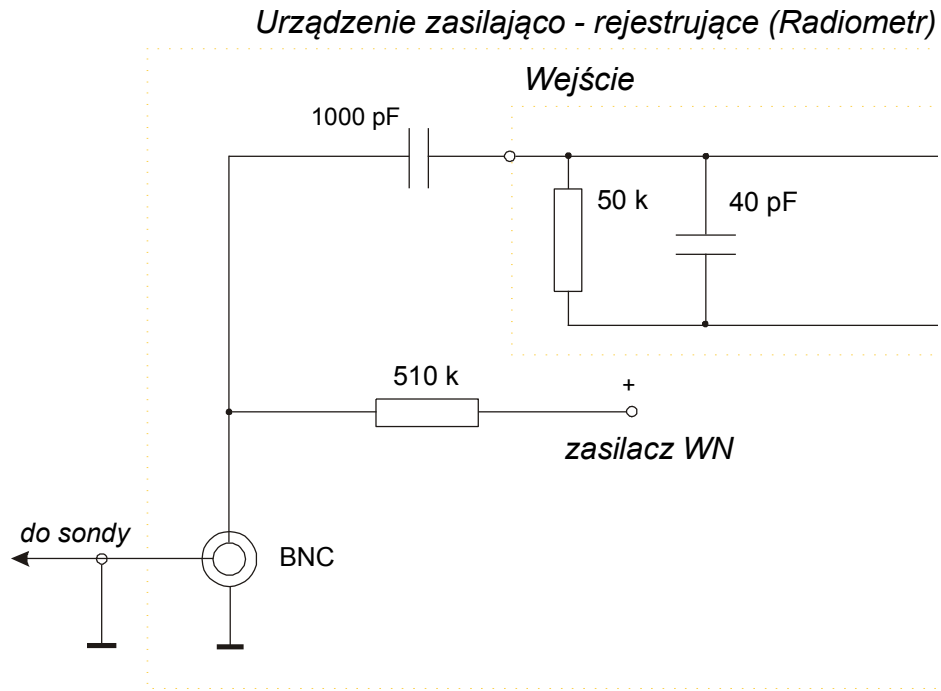 Urządzenie zasilająco - rejestrujące (Radiometr)
Wejście
1000 pF
50 k
40 pF
510 k
+
zasilacz WN
do sondy
BNC